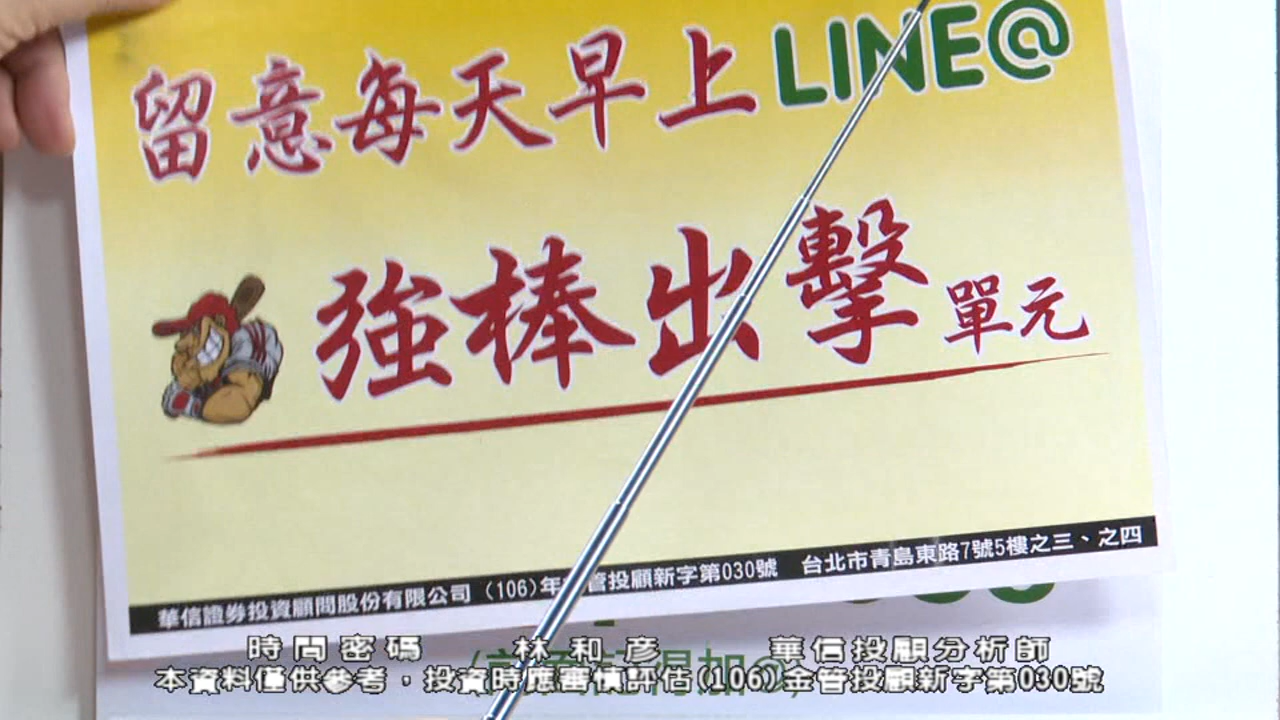 留意每天早上LINE@
強棒出擊單元
華信證券投資顧問股份有限公司 (106)年 管投顧新字第030號 台北市青島東路7號5樓之三、之四
時間密碼 林和彥 華信投顧分析師
本資料僅供參考，投資時應審慎評估(106)金管投顧新字第030號